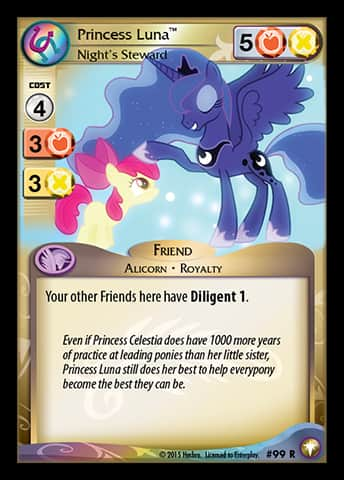 Princess Luna™
Night's Steward
5
COST
4
3
3
FRIEND
ALICORN • ROYALTY
Your other Friends here have Diligent 1.
Even if Princess Celestia does have 1000 more years
of practice at leading ponies than her little sister,
Princess Luna still does her best to help everypony
become the best they can be.
© 2015 Hasbro. Licensed to Enterplay. #99 R